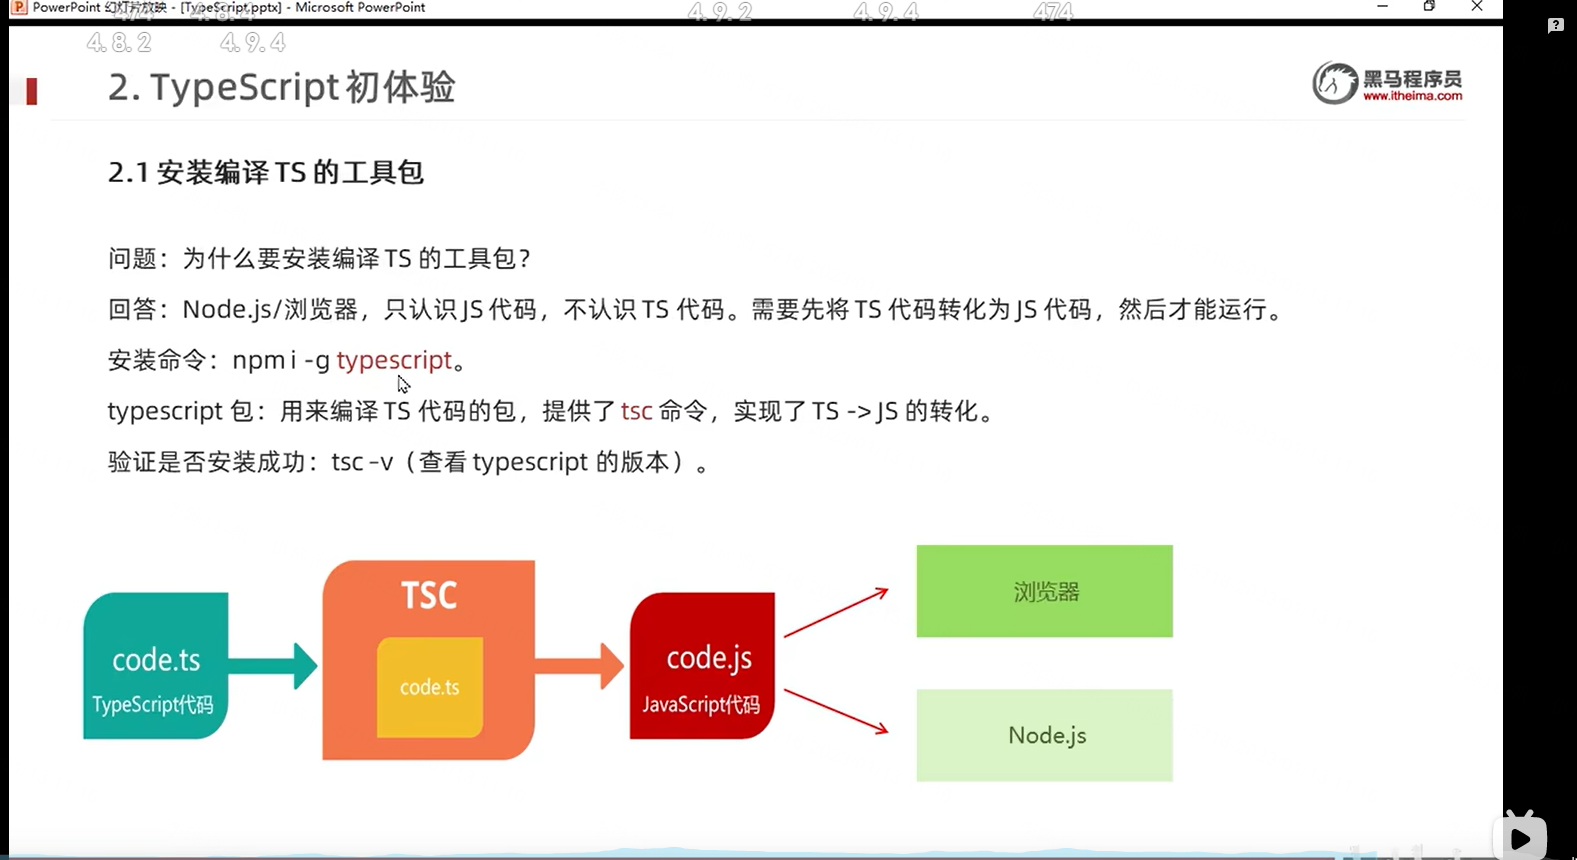 PowerPoint 幻灯片放映 - [TypeScript.pptx] - Microsoft PowerPoint
474 4.8.4 4.9.2 4.9.4 474
4.8.2 4.9.4
2. TypeScript 初体验
黑马程序员
www.itheima.com
2.1 安装编译 TS 的工具包
问题：为什么要安装编译 TS 的工具包？
回答：Node.js/浏览器，只认识 JS 代码，不认识 TS 代码。需要先将 TS 代码转化为 JS 代码，然后才能运行。
安装命令：npm i -g typescript。
typescript 包：用来编译 TS 代码的包，提供了 tsc 命令，实现了 TS -> JS 的转化。
验证是否安装成功：tsc –v（查看 typescript 的版本）。
code.ts
TypeScript代码
TSC
code.ts
code.js
JavaScript代码
浏览器
Node.js